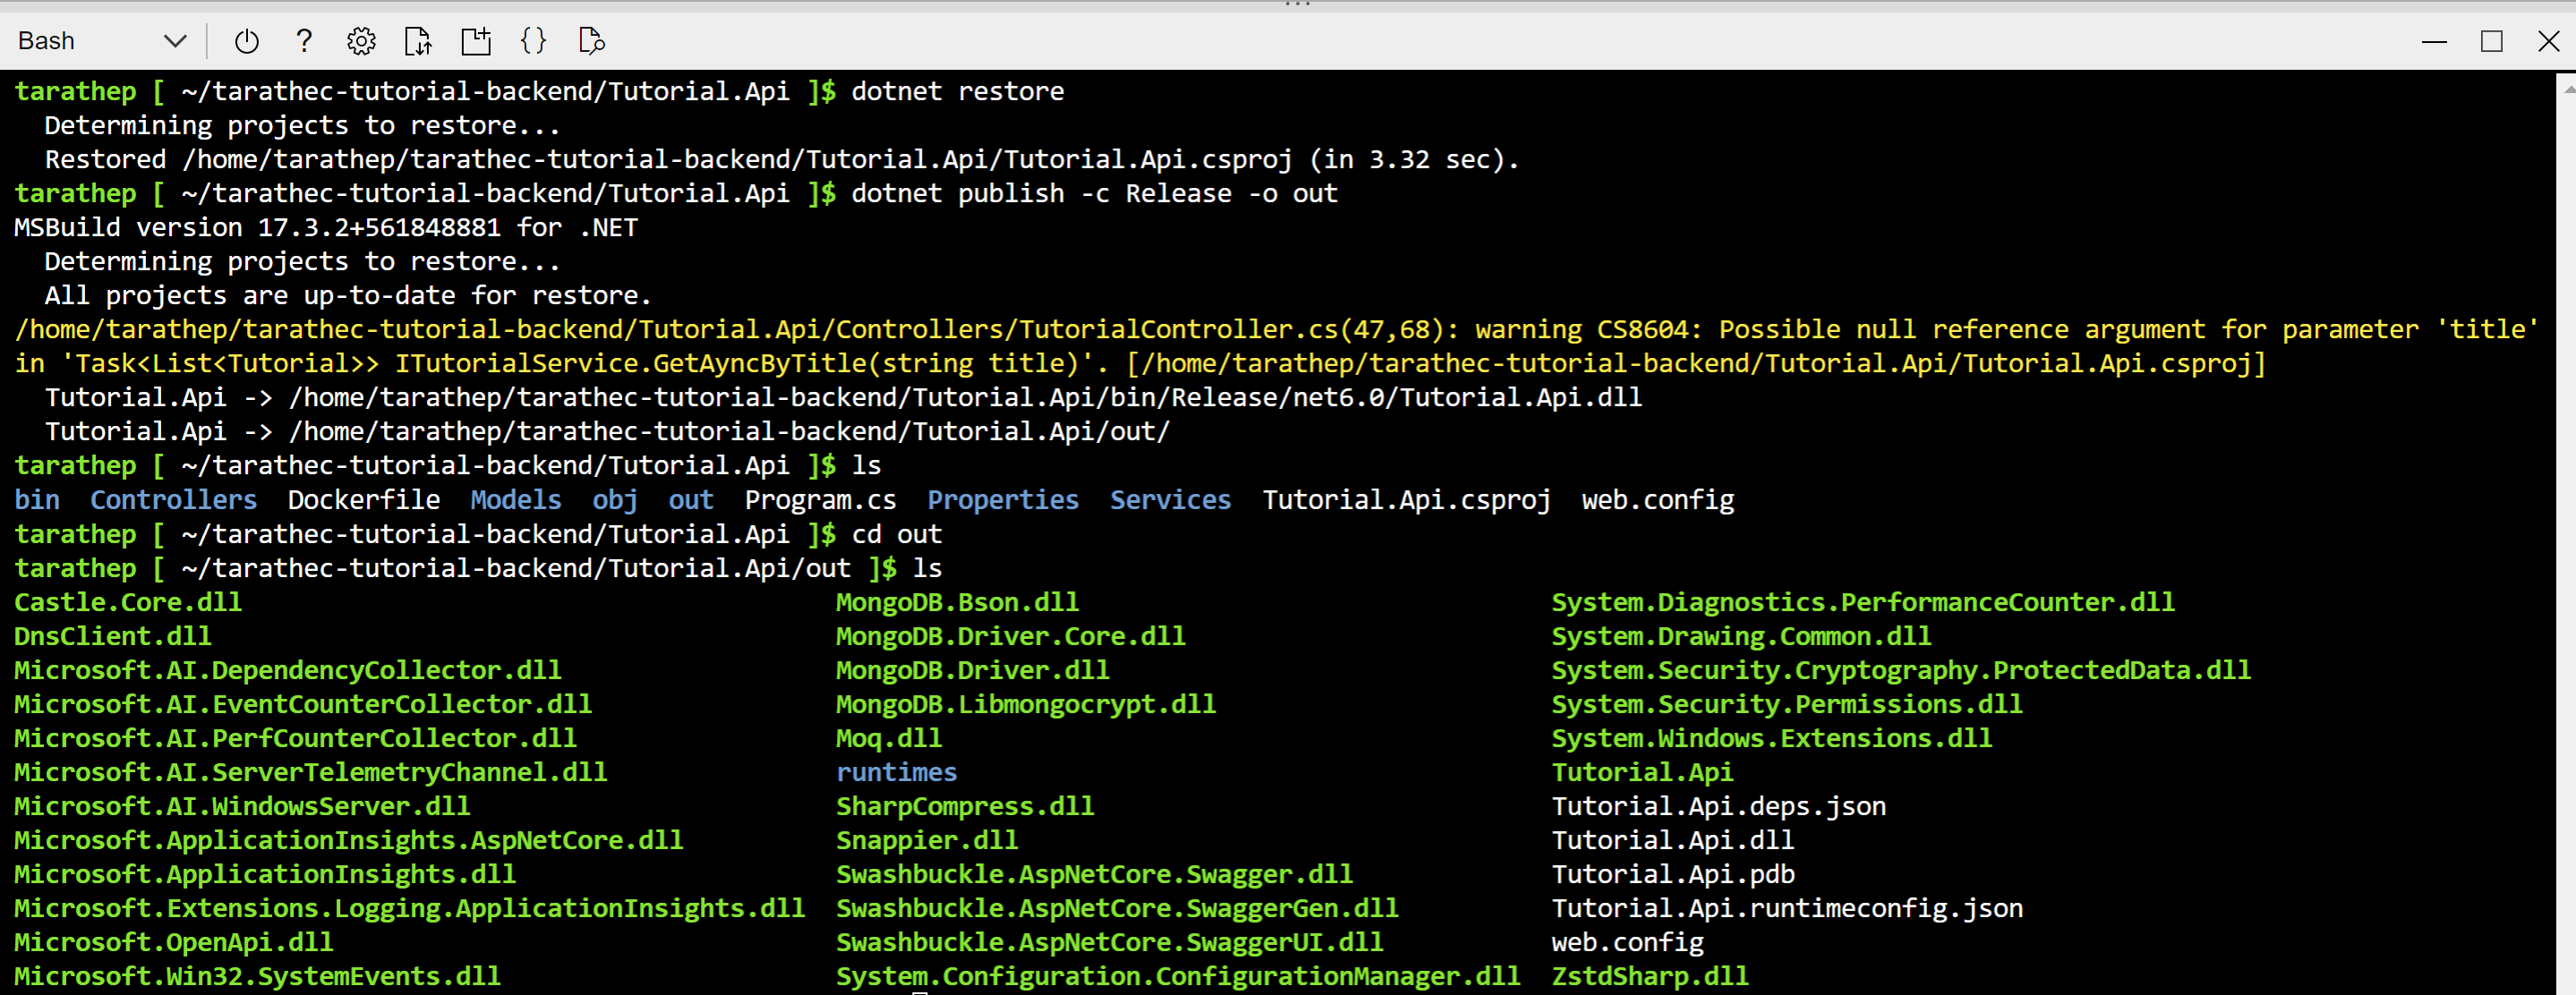 Bash
tarathep [ ~/tarathec-tutorial-backend/Tutorial.Api ]$ dotnet restore
  Determining projects to restore...
  Restored /home/tarathep/tarathec-tutorial-backend/Tutorial.Api/Tutorial.Api.csproj (in 3.32 sec).
tarathep [ ~/tarathec-tutorial-backend/Tutorial.Api ]$ dotnet publish -c Release -o out
MSBuild version 17.3.2+561848881 for .NET
  Determining projects to restore...
  All projects are up-to-date for restore.
/home/tarathep/tarathec-tutorial-backend/Tutorial.Api/Controllers/TutorialController.cs(47,68): warning CS8604: Possible null reference argument for parameter 'title'
in 'Task<List<Tutorial>> ITutorialService.GetAyncByTitle(string title)'. [/home/tarathep/tarathec-tutorial-backend/Tutorial.Api/Tutorial.Api.csproj]
  Tutorial.Api -> /home/tarathep/tarathec-tutorial-backend/Tutorial.Api/bin/Release/net6.0/Tutorial.Api.dll
  Tutorial.Api -> /home/tarathep/tarathec-tutorial-backend/Tutorial.Api/out/
tarathep [ ~/tarathec-tutorial-backend/Tutorial.Api ]$ ls
bin  Controllers  Dockerfile  Models  obj  out  Program.cs  Properties  Services  Tutorial.Api.csproj  web.config
tarathep [ ~/tarathec-tutorial-backend/Tutorial.Api ]$ cd out
tarathep [ ~/tarathec-tutorial-backend/Tutorial.Api/out ]$ ls
Castle.Core.dll  MongoDB.Bson.dll  System.Diagnostics.PerformanceCounter.dll
DnsClient.dll  MongoDB.Driver.Core.dll  System.Drawing.Common.dll
Microsoft.AI.DependencyCollector.dll  MongoDB.Driver.dll  System.Security.Cryptography.ProtectedData.dll
Microsoft.AI.EventCounterCollector.dll  MongoDB.Libmongocrypt.dll  System.Security.Permissions.dll
Microsoft.AI.PerfCounterCollector.dll  Moq.dll  System.Windows.Extensions.dll
Microsoft.AI.ServerTelemetryChannel.dll  runtimes  Tutorial.Api
Microsoft.AI.WindowsServer.dll  SharpCompress.dll  Tutorial.Api.deps.json
Microsoft.ApplicationInsights.AspNetCore.dll  Snappier.dll  Tutorial.Api.dll
Microsoft.ApplicationInsights.dll  Swashbuckle.AspNetCore.Swagger.dll  Tutorial.Api.pdb
Microsoft.Extensions.Logging.ApplicationInsights.dll  Swashbuckle.AspNetCore.SwaggerGen.dll  Tutorial.Api.runtimeconfig.json
Microsoft.OpenApi.dll  Swashbuckle.AspNetCore.SwaggerUI.dll  web.config
Microsoft.Win32.SystemEvents.dll  System.Configuration.ConfigurationManager.dll  ZstdSharp.dll